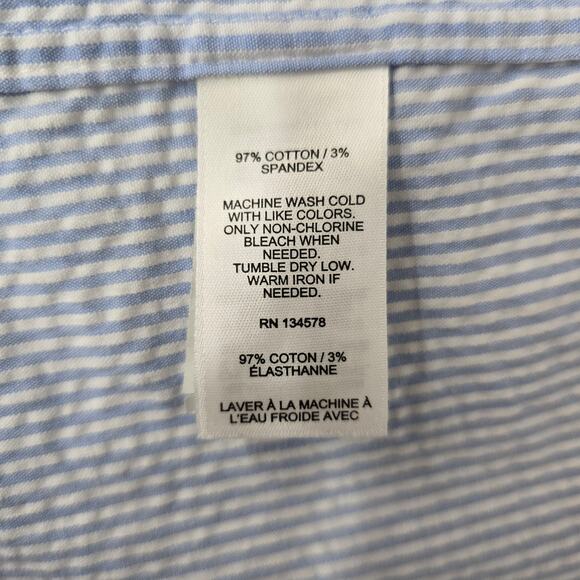 97% COTTON / 3%
SPANDEX
MACHINE WASH COLD
WITH LIKE COLORS.
ONLY NON-CHLORINE
BLEACH WHEN
NEEDED.
TUMBLE DRY LOW.
WARM IRON IF
NEEDED.
RN 134578
97% COTON / 3%
ÉLASTHANNE
LAVER À LA MACHINE À
L'EAU FROIDE AVEC